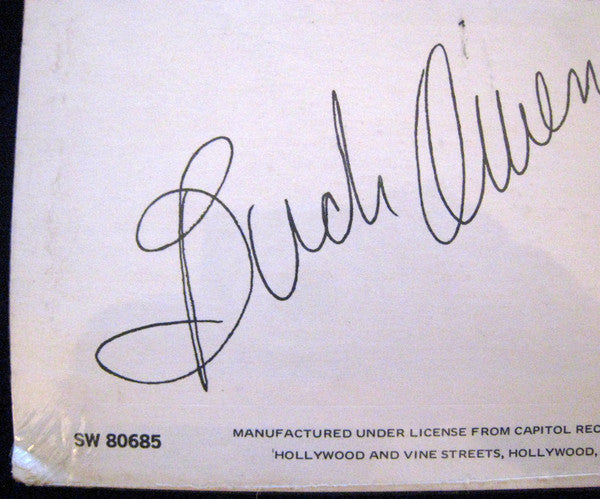 Buck Owen
SW 80685
MANUFACTURED UNDER LICENSE FROM CAPITOL REC
HOLLYWOOD AND VINE STREETS, HOLLYWOOD,